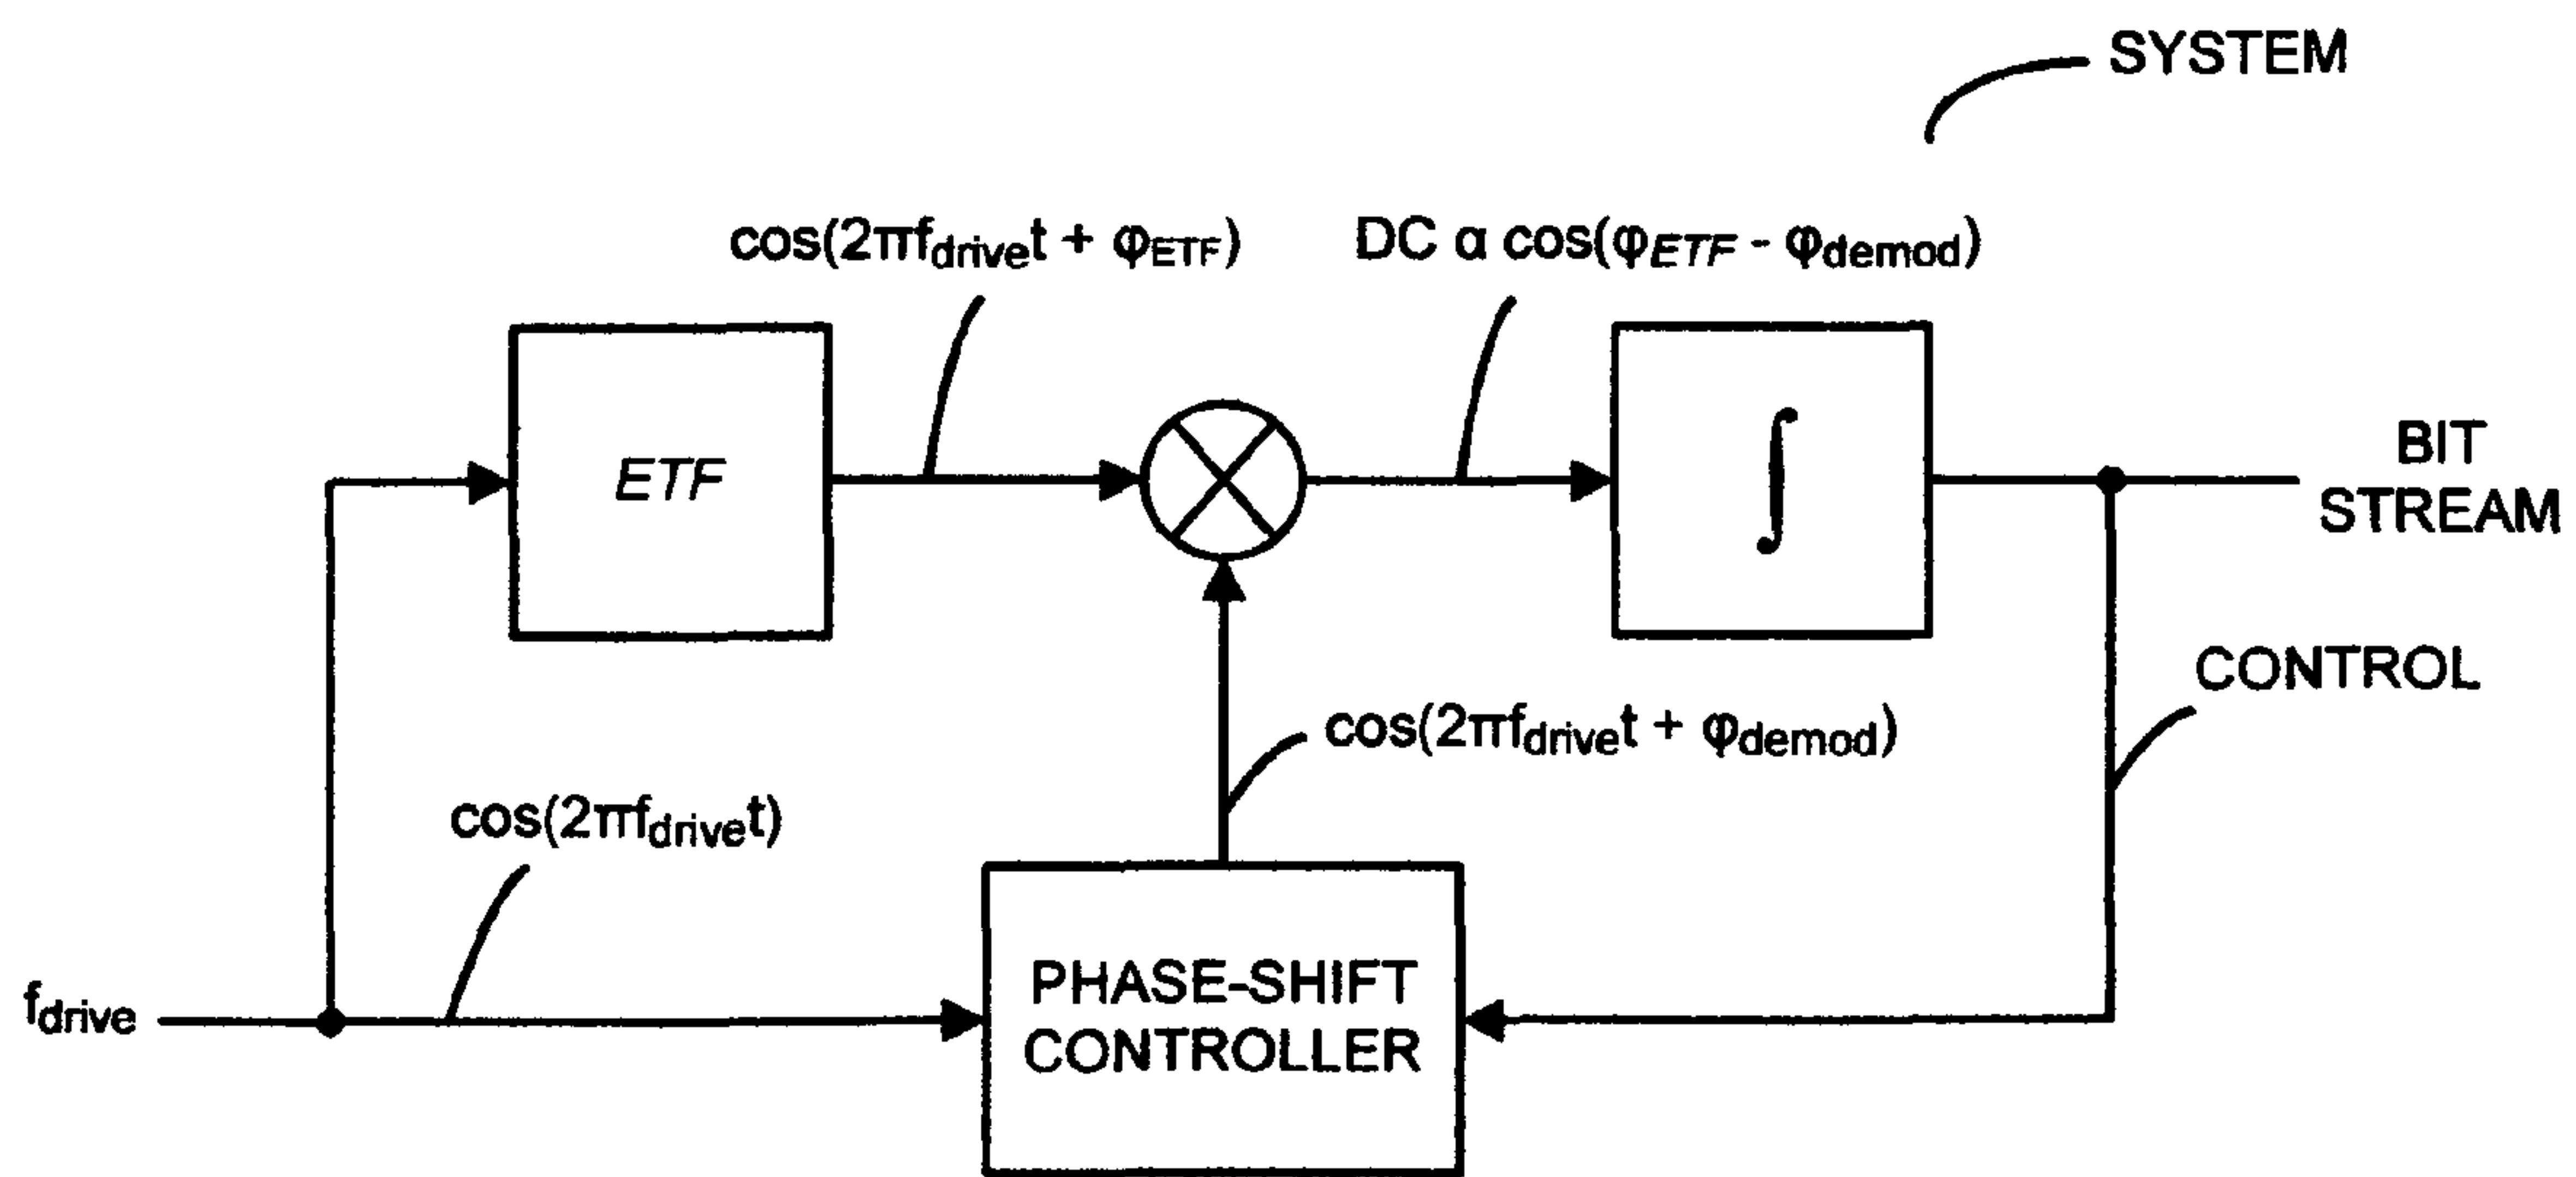 SYSTEM
cos(2πf_drive t + φ_ETF)
DC α cos(φ_ETF - φ_demod)
ETF
∫
BIT
STREAM
CONTROL
cos(2πf_drive t + φ_demod)
cos(2πf_drive t)
f_drive
PHASE-SHIFT
CONTROLLER